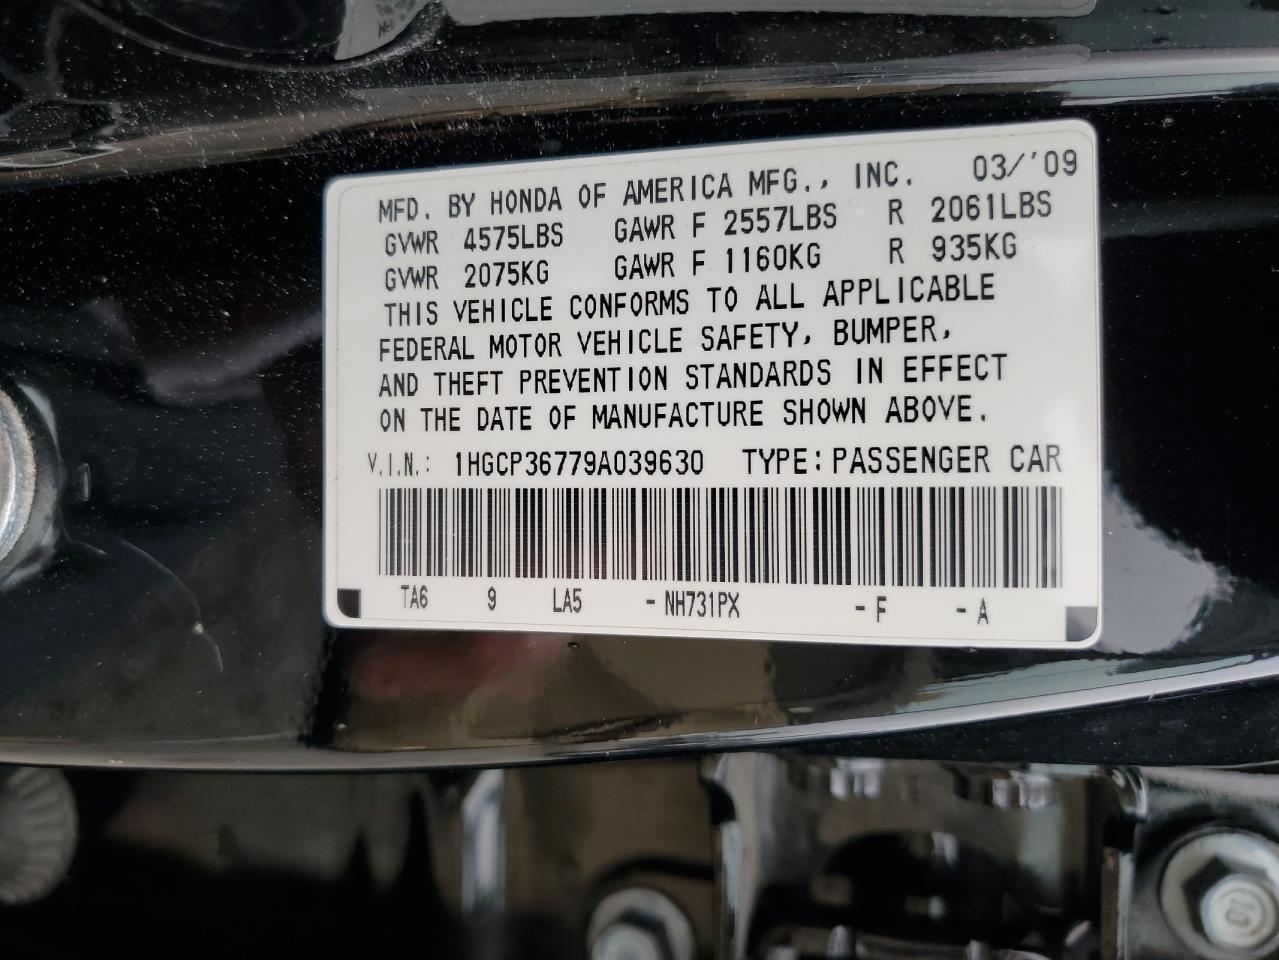 MFD. BY HONDA OF AMERICA MFG., INC. 03/'09
GVWR 4575LBS GAWR F 2557LBS R 2061LBS
GVWR 2075KG GAWR F 1160KG R 935KG
THIS VEHICLE CONFORMS TO ALL APPLICABLE
FEDERAL MOTOR VEHICLE SAFETY, BUMPER,
AND THEFT PREVENTION STANDARDS IN EFFECT
ON THE DATE OF MANUFACTURE SHOWN ABOVE.
V.I.N.: 1HGCP36779A039630 TYPE: PASSENGER CAR
TA6 9 LA5 - NH731PX - F - A
10